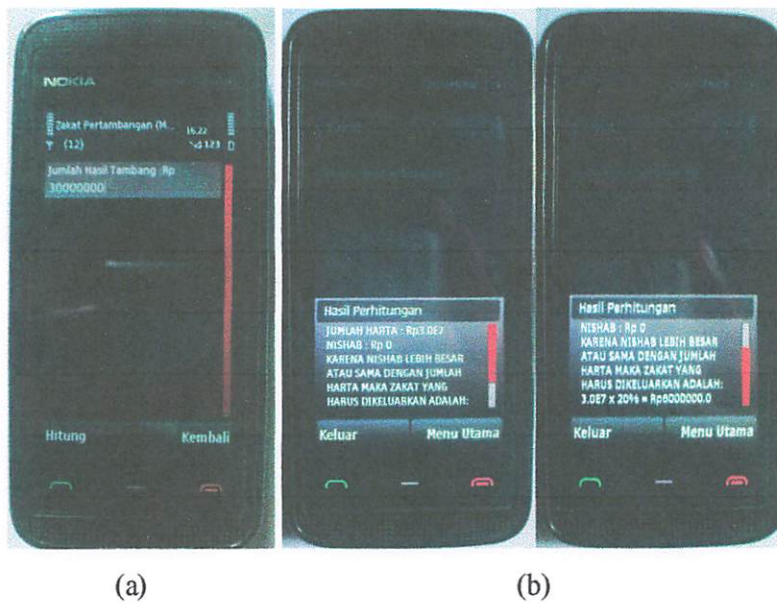 NOKIA
Zakat Pertambangan (M...
16.22
(12)
123
Jumlah Hasil Tambang Rp
30000000
Hitung
Kembali
Hasil Perhitungan
JUMLAH HARTA : Rp3.0E7
NISHAB : Rp 0
KARENA NISHAB LEBIH BESAR
ATAU SAMA DENGAN JUMLAH
HARTA MAKA ZAKAT YANG
HARUS DIKELUARKAN ADALAH:
Keluar
Menu Utama
Hasil Perhitungan
NISHAB : Rp 0
KARENA NISHAB LEBIH BESAR
ATAU SAMA DENGAN JUMLAH
HARTA MAKA ZAKAT YANG
HARUS DIKELUARKAN ADALAH:
3.0E7 x 20% = Rp6000000.0
Keluar
Menu Utama
(a)
(b)